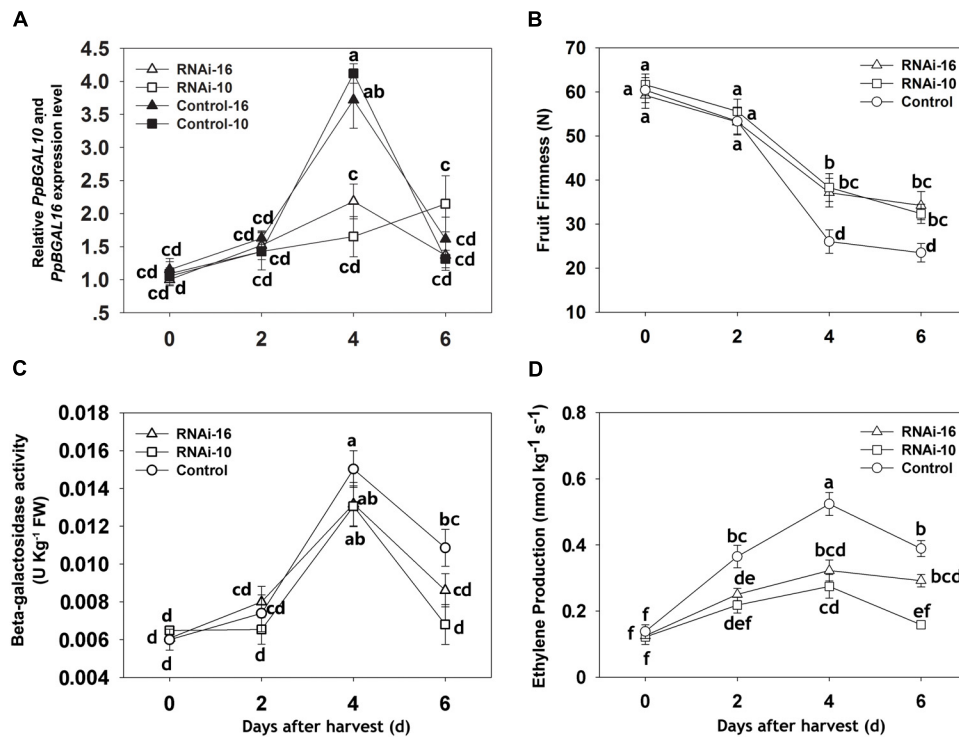 A
Relative PpBGAL10 and
PpBGAL16 expression level
4.5
4.0
3.5
3.0
2.5
2.0
1.5
1.0
.5
RNAi-16
RNAi-10
Control-16
Control-10
cd
cd
cd
d
cd
cd
cd
cd
a
ab
c
cd
c
cd
cd
cd
0 2 4 6
B
Fruit Firmness (N)
70
60
50
40
30
20
10
RNAi-16
RNAi-10
Control
a
a
a
a
a
a
b
bc
d
bc
bc
d
0 2 4 6
C
Beta-galactosidase activity
(U Kg-1 FW)
0.018
0.016
0.014
0.012
0.010
0.008
0.006
0.004
RNAi-16
RNAi-10
Control
d
d
d
cd
cd
d
a
ab
ab
bc
cd
d
0 2 4 6
Days after harvest (d)
D
Ethylene Production (nmol kg-1 s-1)
0.8
0.6
0.4
0.2
0
RNAi-16
RNAi-10
Control
f
f
f
bc
de
def
a
bcd
cd
b
bcd
ef
0 2 4 6
Days after harvest (d)